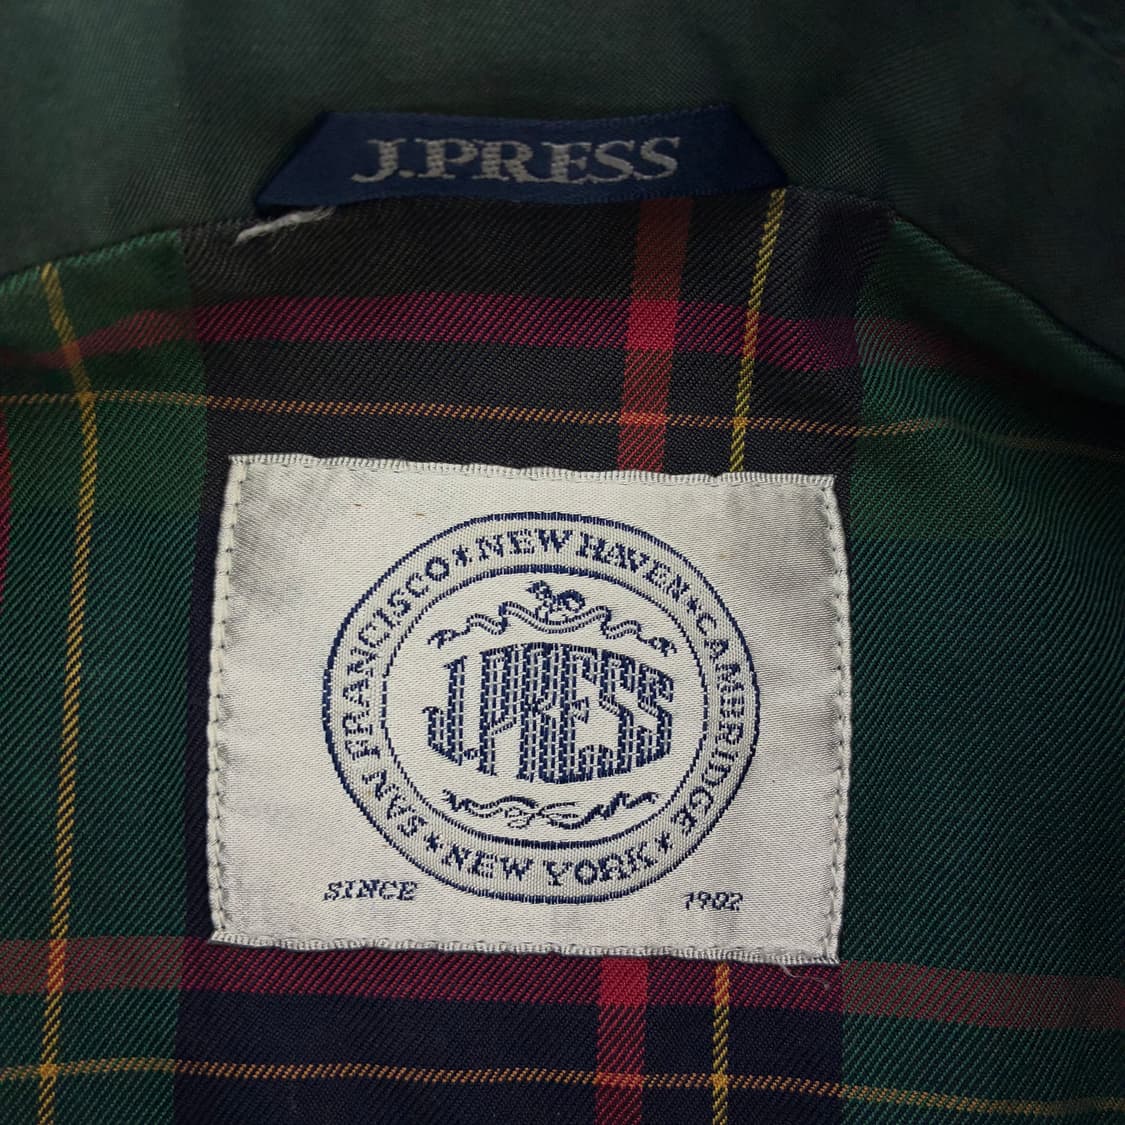 J.PRESS
SAN FRANCISCO ★ NEW HAVEN ★ CAMBRIDGE ★ NEW YORK ★
J.PRESS
SINCE 1902